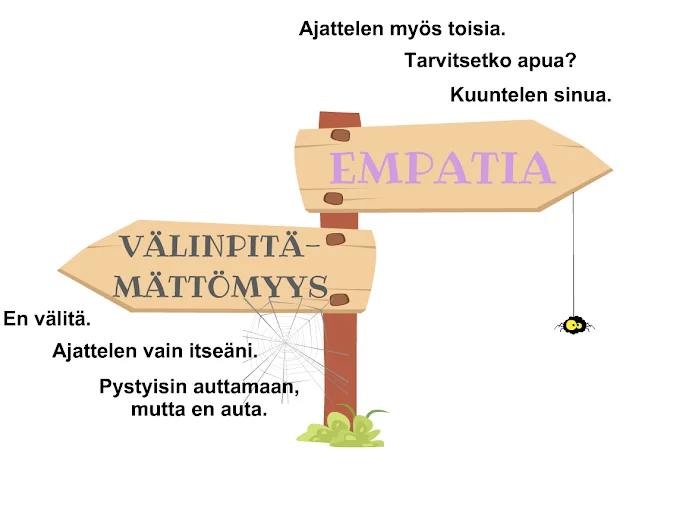 Ajattelen myös toisia.
Tarvitsetko apua?
Kuuntelen sinua.
EMPATIA
VÄLINPITÄ-
MÄTTÖMYYS
En välitä.
Ajattelen vain itseäni.
Pystyisin auttamaan,
mutta en auta.